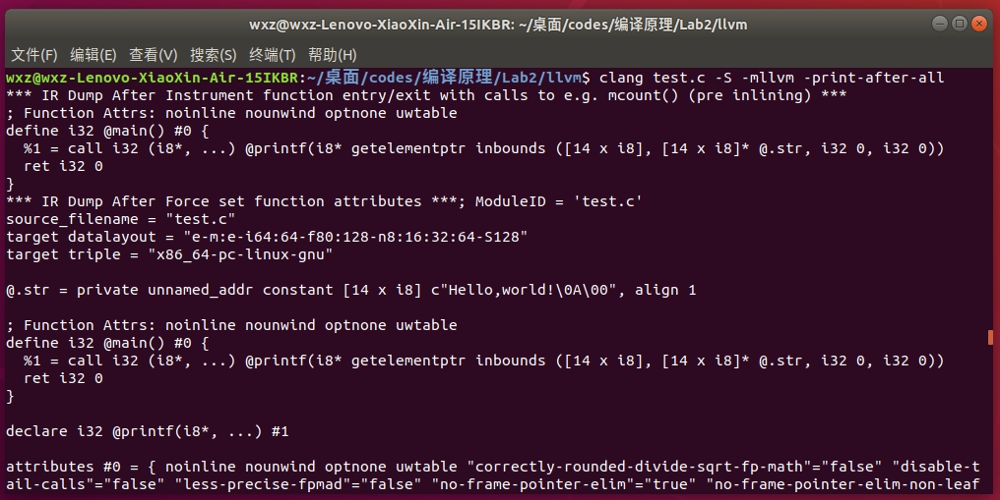 wxz@wxz-Lenovo-XiaoXin-Air-15IKBR: ~/桌面/codes/编译原理/Lab2/llvm
文件(F) 编辑(E) 查看(V) 搜索(S) 终端(T) 帮助(H)
wxz@wxz-Lenovo-XiaoXin-Air-15IKBR:~/桌面/codes/编译原理/Lab2/llvm$ clang test.c -S -mllvm -print-after-all
*** IR Dump After Instrument function entry/exit with calls to e.g. mcount() (pre inlining) ***
; Function Attrs: noinline nounwind optnone uwtable
define i32 @main() #0 {
  %1 = call i32 (i8*, ...) @printf(i8* getelementptr inbounds ([14 x i8], [14 x i8]* @.str, i32 0, i32 0))
  ret i32 0
}
*** IR Dump After Force set function attributes ***; ModuleID = 'test.c'
source_filename = "test.c"
target datalayout = "e-m:e-i64:64-f80:128-n8:16:32:64-S128"
target triple = "x86_64-pc-linux-gnu"

@.str = private unnamed_addr constant [14 x i8] c"Hello,world!\0A\00", align 1

; Function Attrs: noinline nounwind optnone uwtable
define i32 @main() #0 {
  %1 = call i32 (i8*, ...) @printf(i8* getelementptr inbounds ([14 x i8], [14 x i8]* @.str, i32 0, i32 0))
  ret i32 0
}

declare i32 @printf(i8*, ...) #1

attributes #0 = { noinline nounwind optnone uwtable "correctly-rounded-divide-sqrt-fp-math"="false" "disable-t
ail-calls"="false" "less-precise-fpmad"="false" "no-frame-pointer-elim"="true" "no-frame-pointer-elim-non-leaf